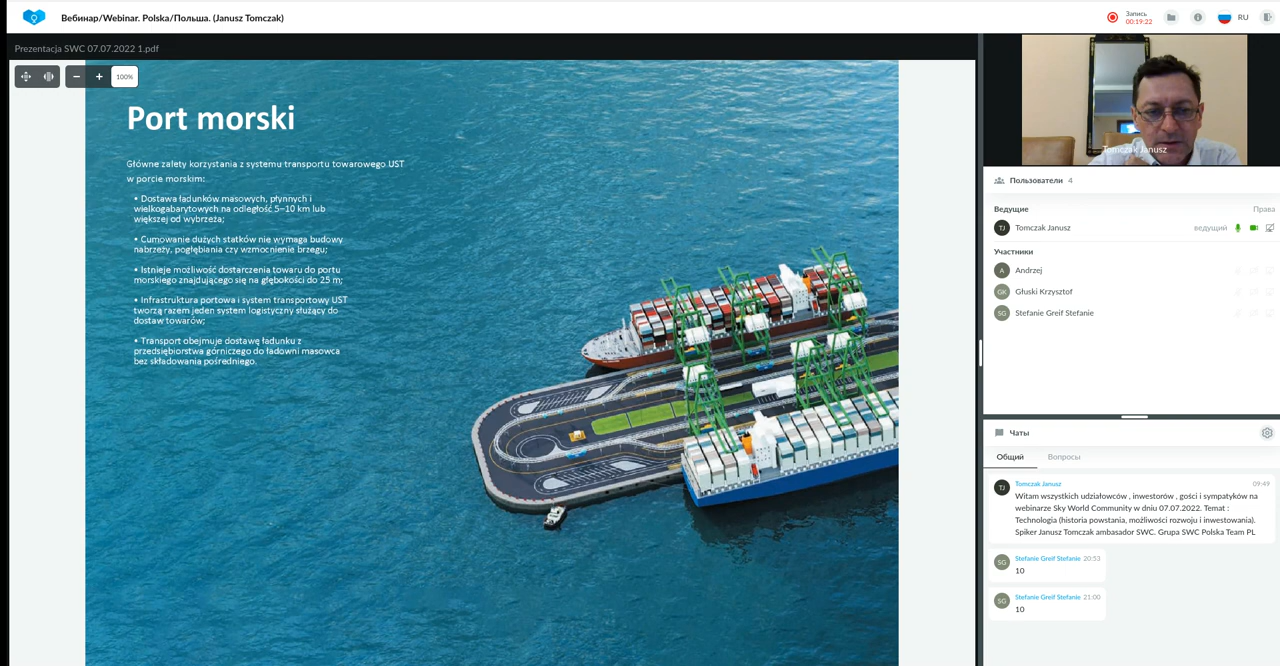 Вебинар/Webinar. Polska/Польша. (Janusz Tomczak)
Запись
00:19:22
RU
Prezentacja SWC 07.07.2022 1.pdf
100%
Port morski
Główne zalety korzystania z systemu transportu towarowego UST
w porcie morskim:
• Dostawa ładunków masowych, płynnych i
wielkogabarytowych na odległość 5–10 km lub
większej od wybrzeża;
• Cumowanie dużych statków nie wymaga budowy
nabrzeży, pogłębiania czy wzmocnienie brzegu;
• Istnieje możliwość dostarczenia towaru do portu
morskiego znajdującego się na głębokości do 25 m;
• Infrastruktura portowa i system transportowy UST
tworzą razem jeden system logistyczny służący do
dostaw towarów;
• Transport obejmuje dostawę ładunku z
przedsiębiorstwa górniczego do ładowni masowca
bez składowania pośredniego.
Tomczak Janusz
Пользователи 4
Ведущие Права
TJ Tomczak Janusz ведущий
Участники
A Andrzej
GK Głuski Krzysztof
SG Stefanie Greif Stefanie
Чаты
Общий Вопросы
TJ Tomczak Janusz 09:49
Witam wszystkich udziałowców , inwestorów , gości i sympatyków na
webinarze Sky World Community w dniu 07.07.2022. Temat :
Technologia (historia powstania, możliwości rozwoju i inwestowania).
Spiker Janusz Tomczak ambasador SWC. Grupa SWC Polska Team PL
SG Stefanie Greif Stefanie 20:53
10
SG Stefanie Greif Stefanie 21:00
10